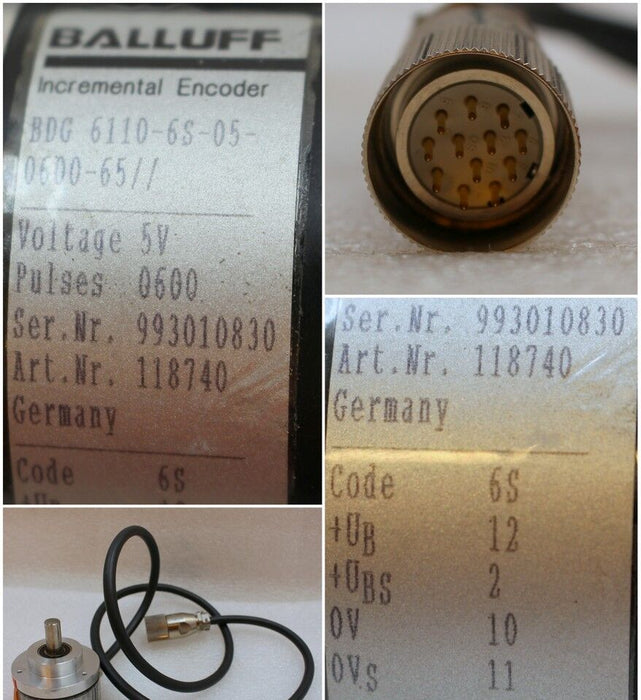 BALLUFF
Incremental Encoder
BDG 6110-6S-05-
0600-65//
Voltage 5V
Pulses 0600
Ser.Nr. 993010830
Art.Nr. 118740
Germany
Code 6S
+UB
Ser.Nr. 993010830
Art.Nr. 118740
Germany
Code 6S
+UB 12
+UBS 2
0V 10
0VS 11